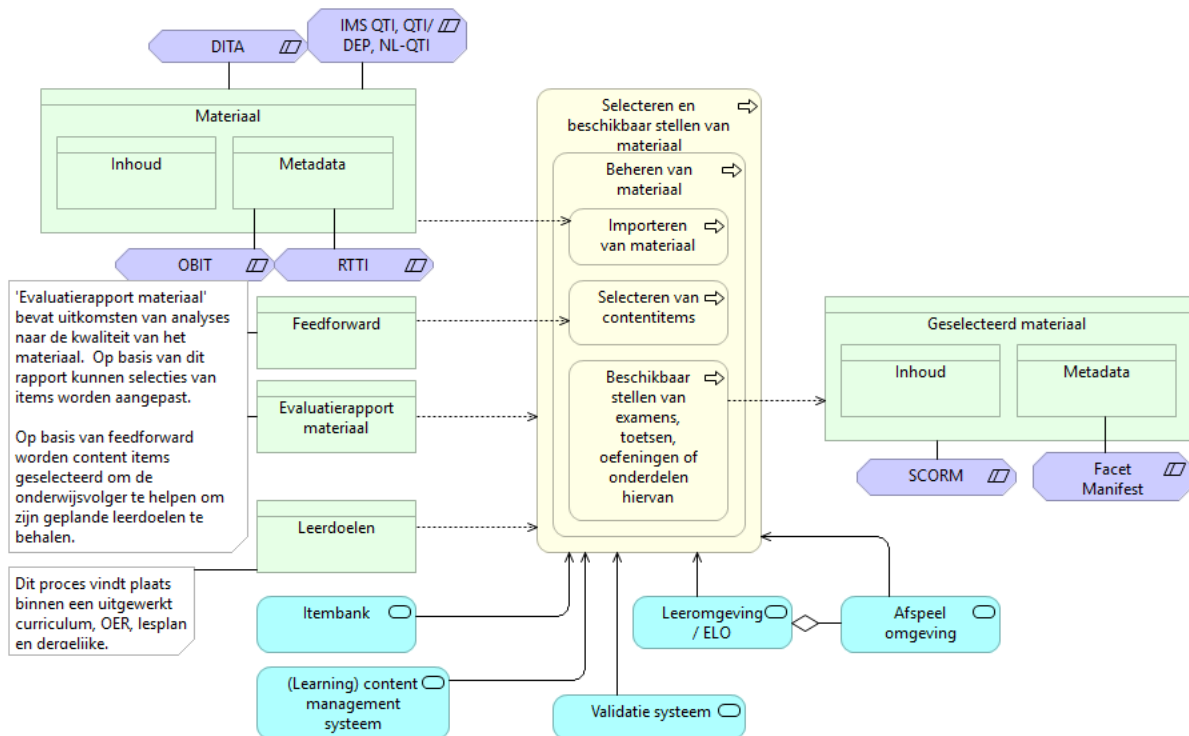 DITA
IMS QTI, QTI/
DEP, NL-QTI
Materiaal
Inhoud
Metadata
OBIT
RTTI
'Evaluatierapport materiaal'
bevat uitkomsten van analyses
naar de kwaliteit van het
materiaal.  Op basis van dit
rapport kunnen selecties van
items worden aangepast.
Op basis van feedforward
worden content items
geselecteerd om de
onderwijsvolger te helpen om
zijn geplande leerdoelen te
behalen.
Dit proces vindt plaats
binnen een uitgewerkt
curriculum, OER, lesplan
en dergelijke.
Feedforward
Evaluatierapport
materiaal
Leerdoelen
Selecteren en
beschikbaar stellen van
materiaal
Beheren van
materiaal
Importeren
van materiaal
Selecteren van
contentitems
Beschikbaar
stellen van
examens,
toetsen,
oefeningen of
onderdelen
hiervan
Geselecteerd materiaal
Inhoud
Metadata
SCORM
Facet
Manifest
Itembank
(Learning) content
management
systeem
Validatie systeem
Leeromgeving
/ ELO
Afspeel
omgeving